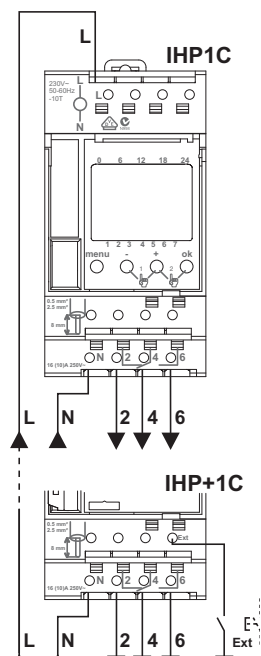 L
IHP1C
230V~
50-60Hz
-10T
L
N
L
0 6 12 18 24
1 2 3 4 5 6 7
menu - + ok
1 2
0.5 mm²
2.5 mm²
8 mm
16 (10)A 250V~
N 2 4 6
L N 2 4 6
IHP+1C
0.5 mm²
2.5 mm²
8 mm
Ext
16 (10)A 250V~
N 2 4 6
L N 2 4 6 Ext